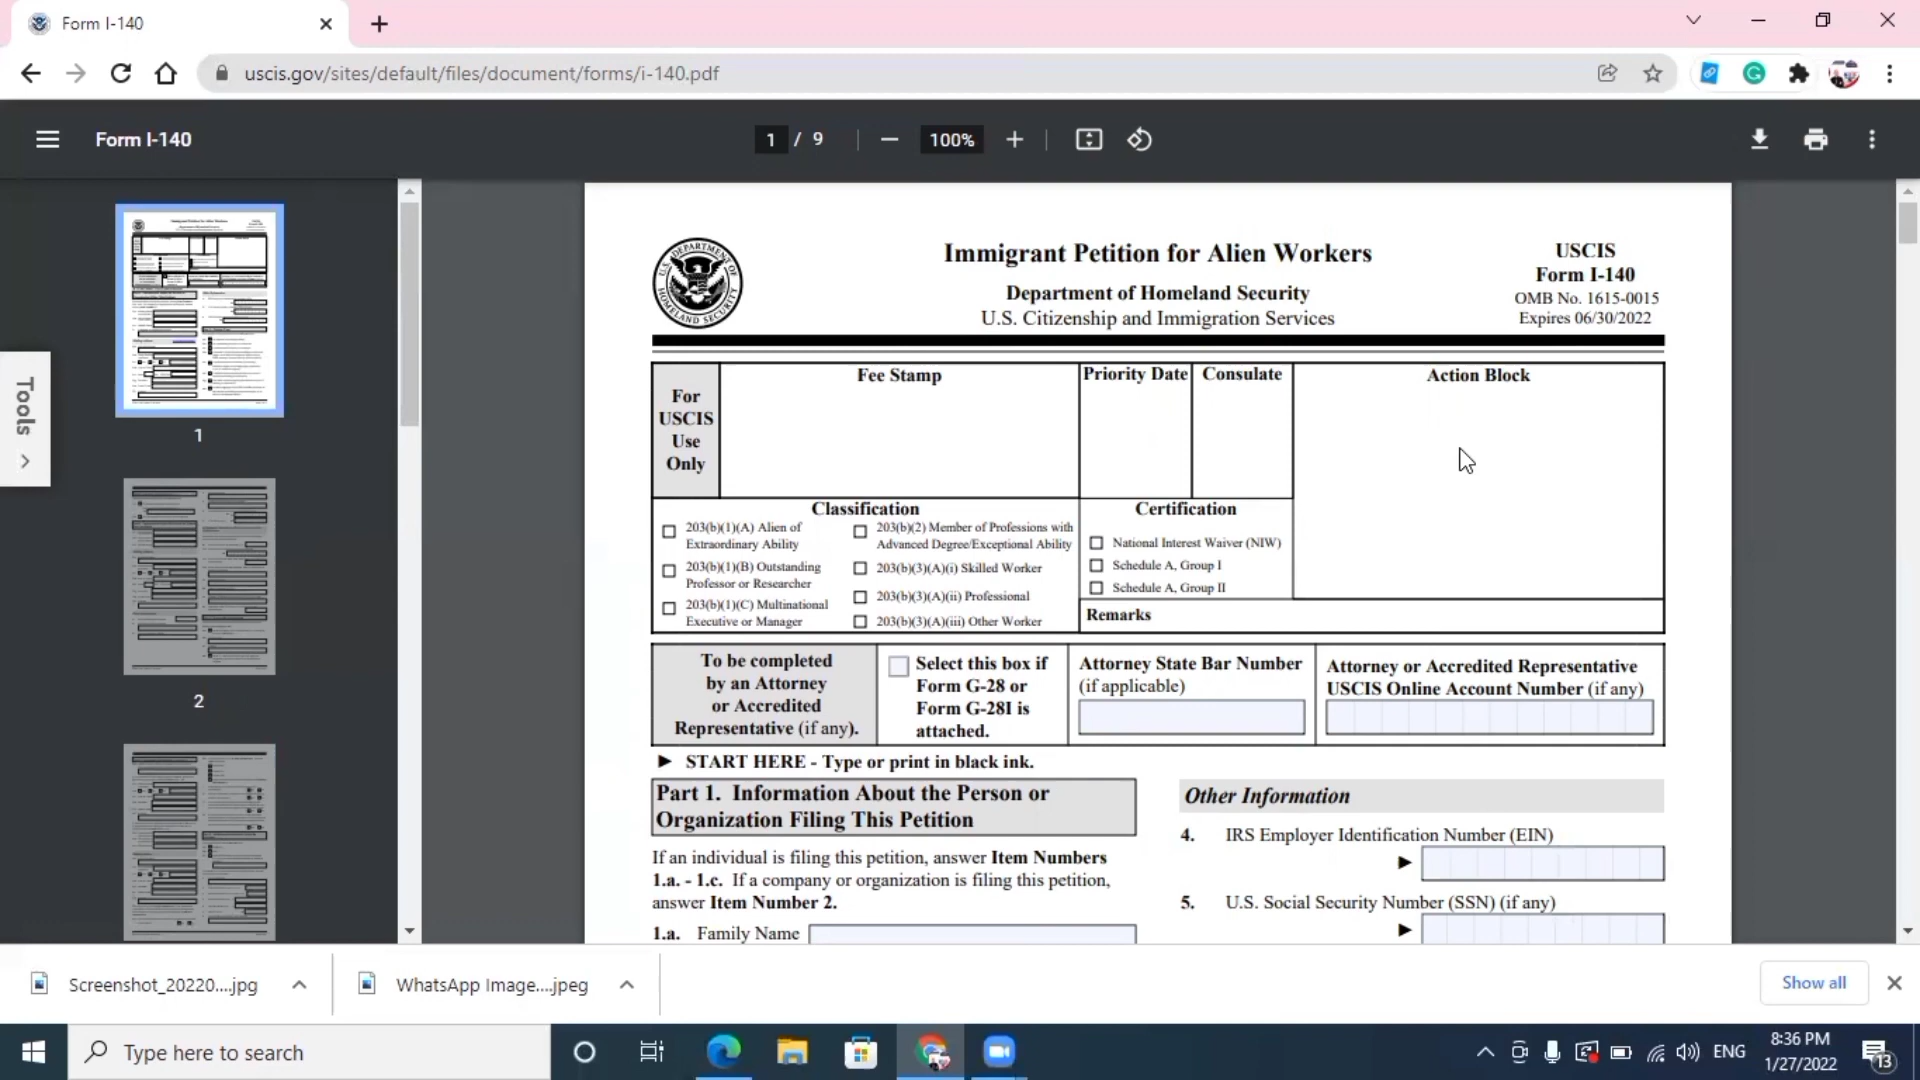 Form I-140
uscis.gov/sites/default/files/document/forms/i-140.pdf
Form I-140
1 / 9
100%
Tools
1
2
U.S. DEPARTMENT OF HOMELAND SECURITY
Immigrant Petition for Alien Workers
Department of Homeland Security
U.S. Citizenship and Immigration Services
USCIS
Form I-140
OMB No. 1615-0015
Expires 06/30/2022
For
USCIS
Use
Only
Fee Stamp
Priority Date
Consulate
Action Block
Classification
203(b)(1)(A) Alien of
Extraordinary Ability
203(b)(1)(B) Outstanding
Professor or Researcher
203(b)(1)(C) Multinational
Executive or Manager
203(b)(2) Member of Professions with
Advanced Degree/Exceptional Ability
203(b)(3)(A)(i) Skilled Worker
203(b)(3)(A)(ii) Professional
203(b)(3)(A)(iii) Other Worker
Certification
National Interest Waiver (NIW)
Schedule A, Group I
Schedule A, Group II
Remarks
To be completed
by an Attorney
or Accredited
Representative (if any).
Select this box if
Form G-28 or
Form G-28I is
attached.
Attorney State Bar Number
(if applicable)
Attorney or Accredited Representative
USCIS Online Account Number (if any)
► START HERE - Type or print in black ink.
Part 1. Information About the Person or
Organization Filing This Petition
If an individual is filing this petition, answer Item Numbers
1.a. - 1.c. If a company or organization is filing this petition,
answer Item Number 2.
1.a. Family Name
Other Information
4. IRS Employer Identification Number (EIN)
►
5. U.S. Social Security Number (SSN) (if any)
►
Screenshot_20220....jpg
WhatsApp Image....jpeg
Show all
Type here to search
ENG
8:36 PM
1/27/2022
13